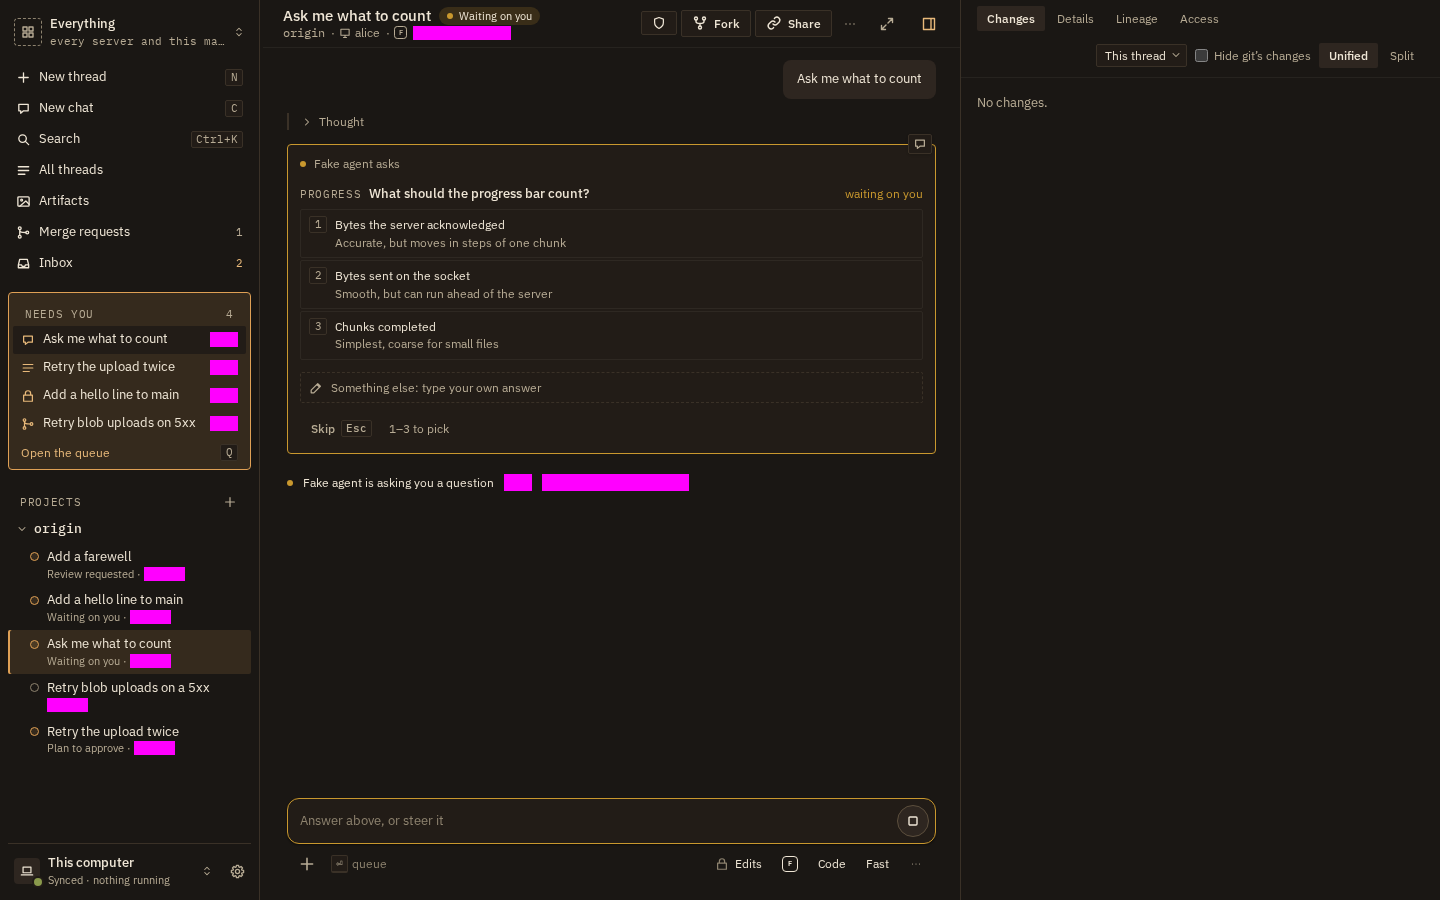 Everything
every server and this ma…
New thread N
New chat C
Search Ctrl+K
All threads
Artifacts
Merge requests 1
Inbox 2
NEEDS YOU 4
Ask me what to count
Retry the upload twice
Add a hello line to main
Retry blob uploads on 5xx
Open the queue Q
PROJECTS
origin
Add a farewell
Review requested ·
Add a hello line to main
Waiting on you ·
Ask me what to count
Waiting on you ·
Retry blob uploads on a 5xx
Retry the upload twice
Plan to approve ·
This computer
Synced · nothing running
Ask me what to count Waiting on you
origin · alice · F
Fork Share ···
Ask me what to count
Thought
Fake agent asks
PROGRESS What should the progress bar count? waiting on you
1 Bytes the server acknowledged
Accurate, but moves in steps of one chunk
2 Bytes sent on the socket
Smooth, but can run ahead of the server
3 Chunks completed
Simplest, coarse for small files
Something else: type your own answer
Skip Esc 1–3 to pick
Fake agent is asking you a question
Answer above, or steer it
queue Edits F Code Fast ···
Changes Details Lineage Access
This thread Hide git's changes Unified Split
No changes.